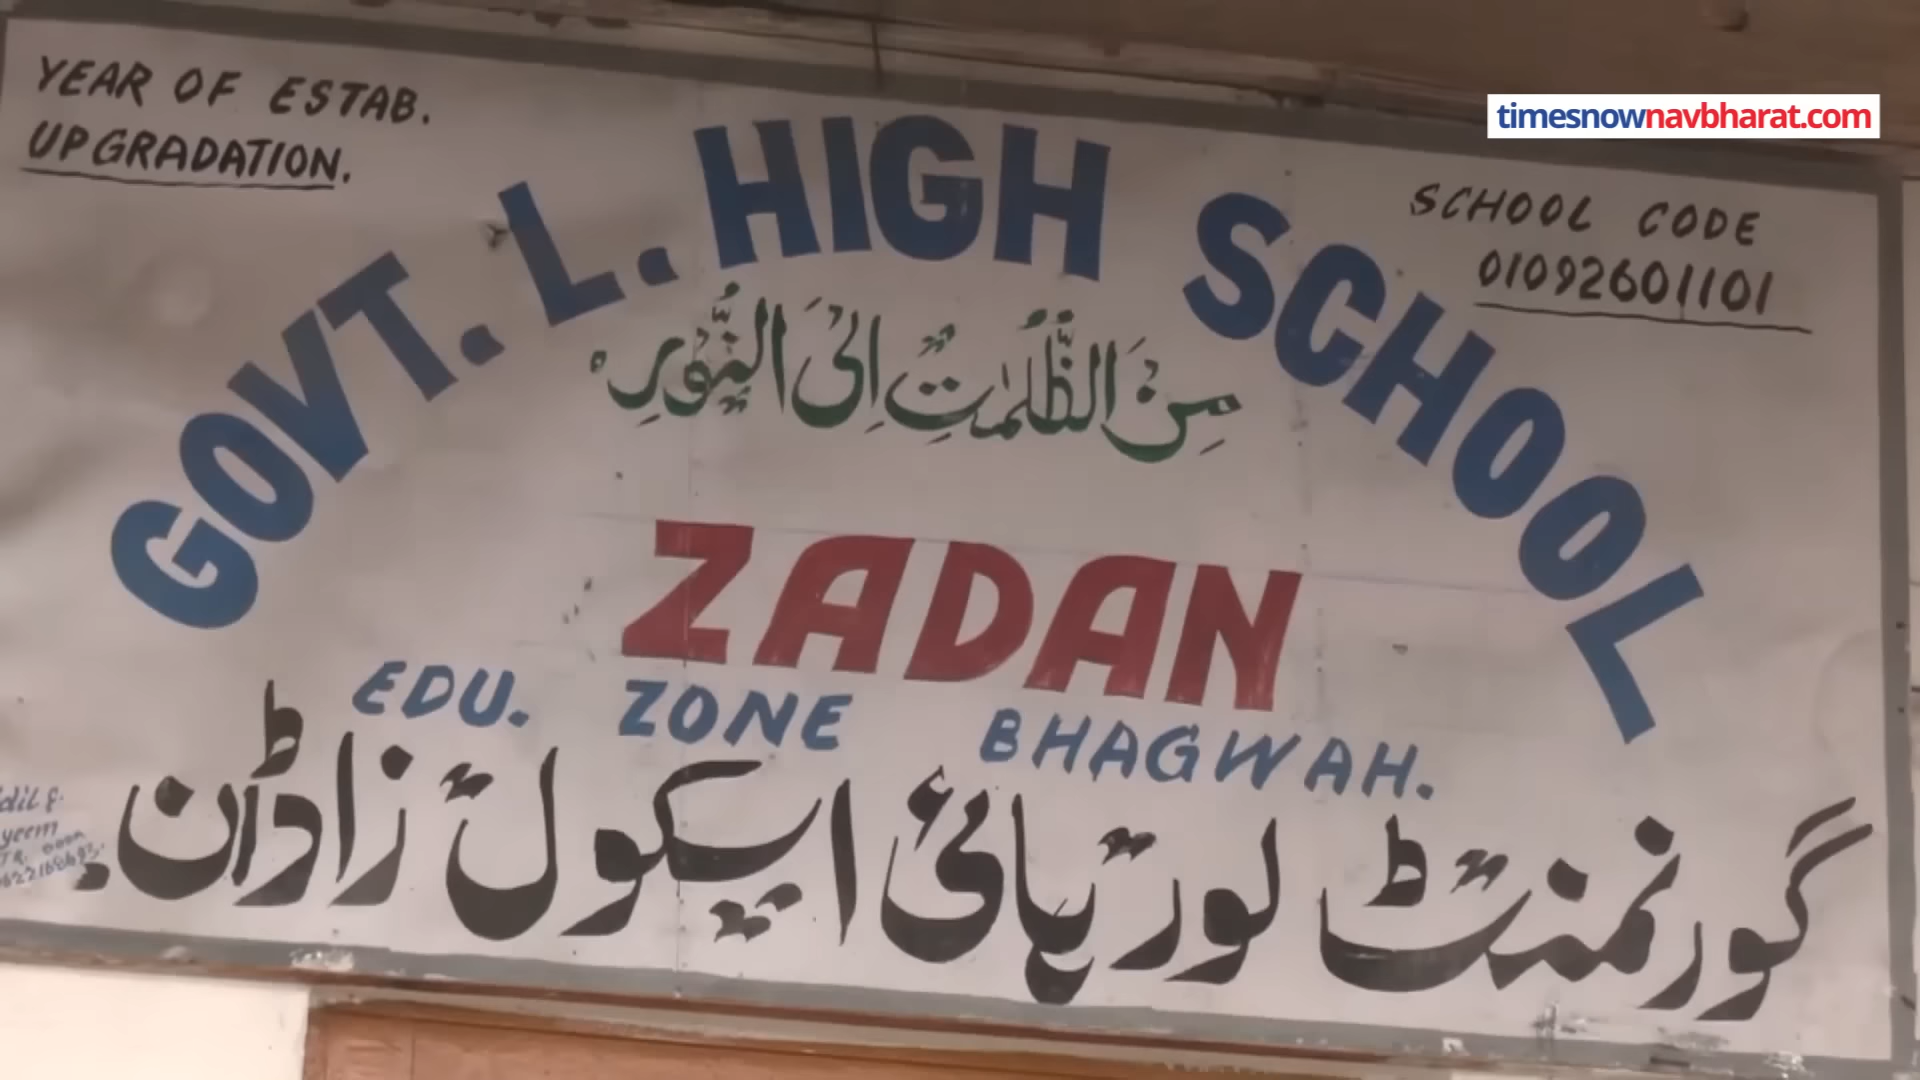 timesnownavbharat.com
YEAR OF ESTAB.
UPGRADATION.
SCHOOL CODE
01092601101
GOVT. L. HIGH SCHOOL
مِنَ الظُّلُمٰتِ اِلَى النُّوْرِ
ZADAN
EDU. ZONE BHAGWAH.
گورنمنٹ لور ہائی اسکول زاڈان۔